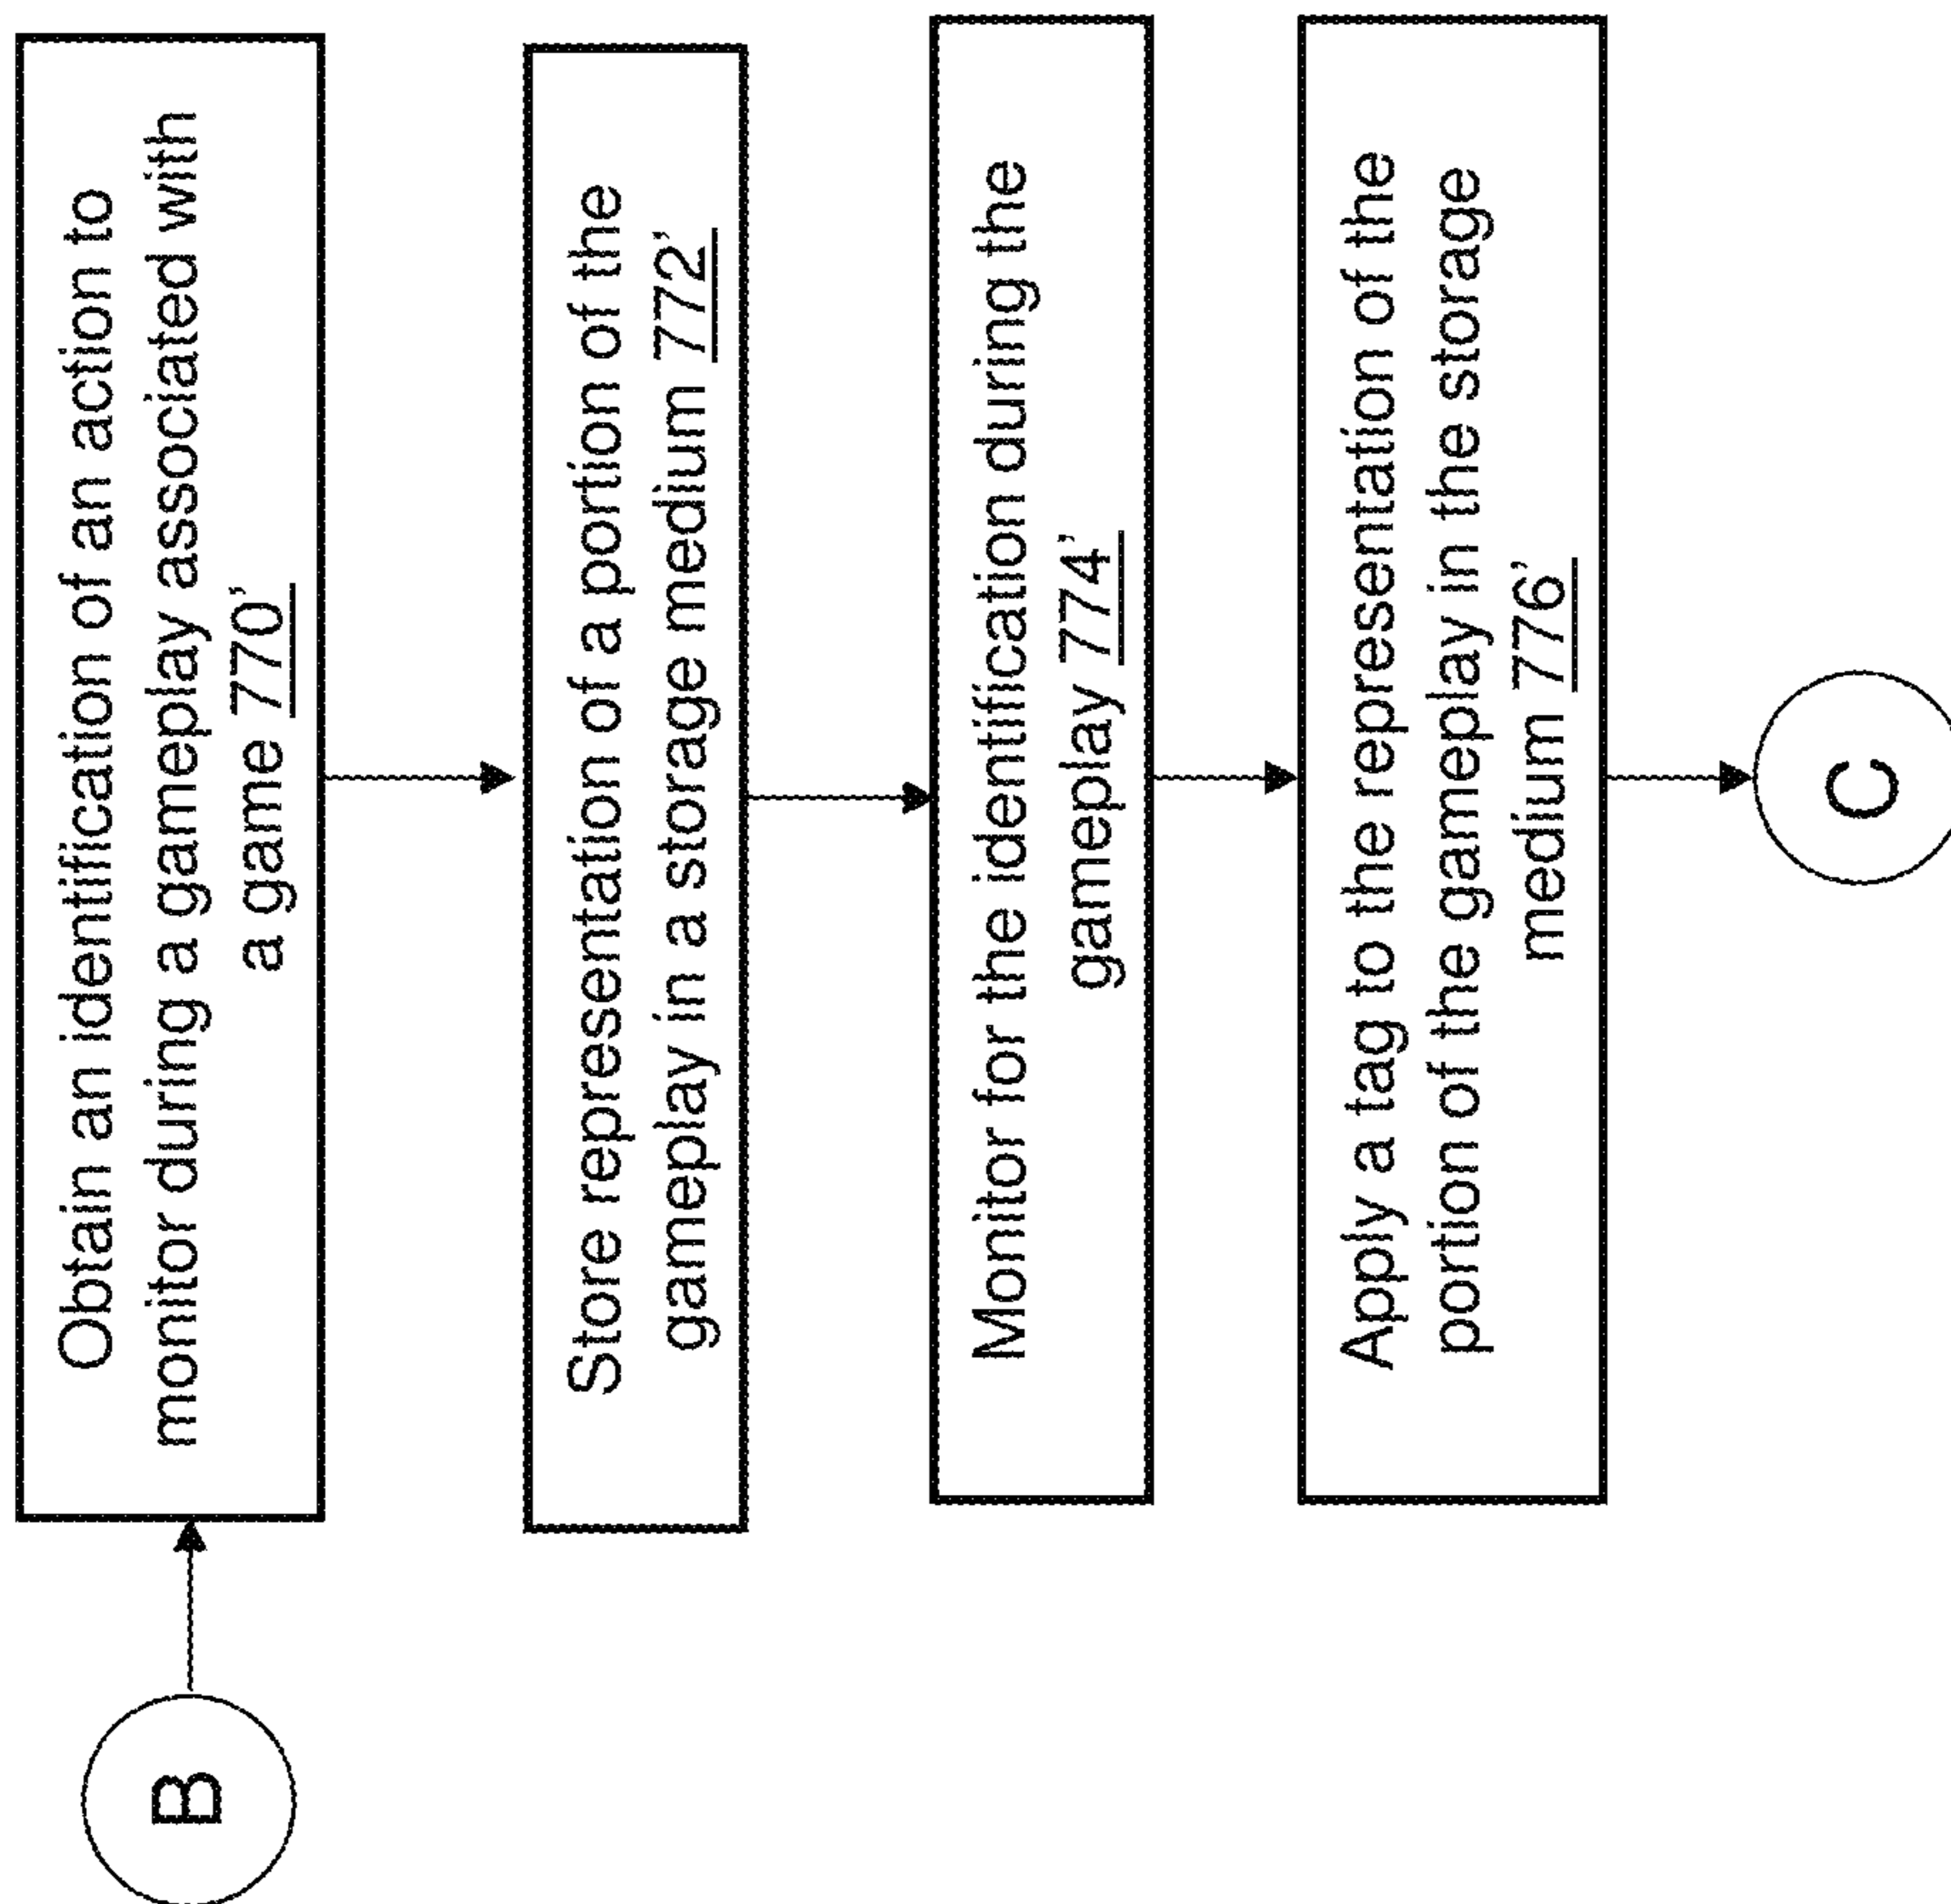 B
Obtain an identification of an action to
monitor during a gameplay associated with
a game 770'
Store representation of a portion of the
gameplay in a storage medium 772'
Monitor for the identification during the
gameplay 774'
Apply a tag to the representation of the
portion of the gameplay in the storage
medium 776'
C